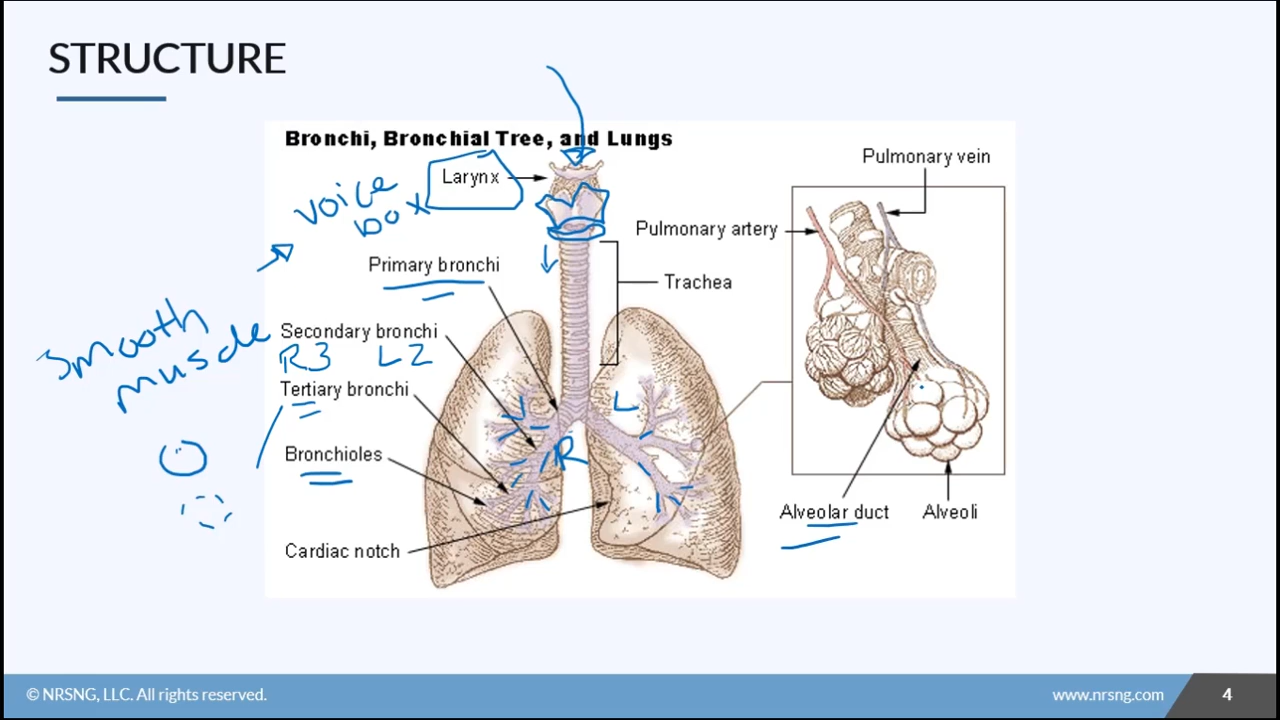 STRUCTURE
Bronchi, Bronchial Tree, and Lungs
Larynx
voice
box
Pulmonary vein
Pulmonary artery
Primary bronchi
Trachea
smooth
muscle
Secondary bronchi
R3 L2
Tertiary bronchi
L
R
Bronchioles
Alveolar duct
Alveoli
Cardiac notch
© NRSNG, LLC. All rights reserved.
www.nrsng.com
4